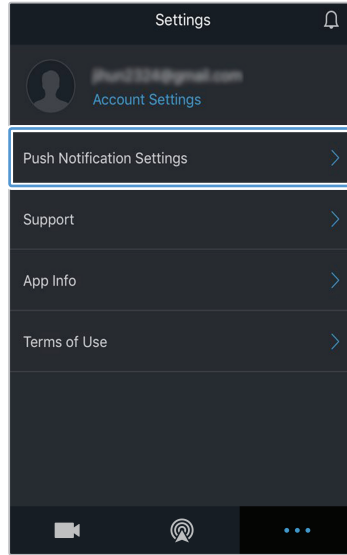 Settings
Account Settings
Push Notification Settings
Support
App Info
Terms of Use